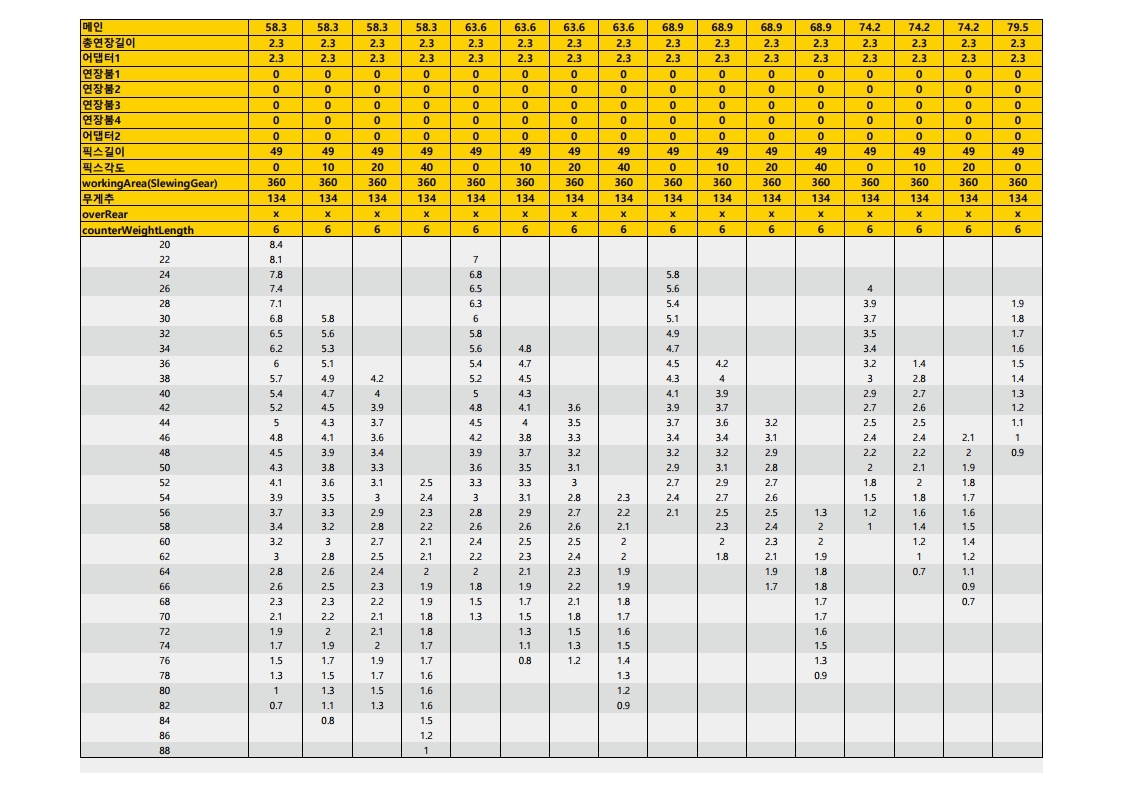 메인 58.3 58.3 58.3 58.3 63.6 63.6 63.6 63.6 68.9 68.9 68.9 68.9 74.2 74.2 74.2 79.5
총연장길이 2.3 2.3 2.3 2.3 2.3 2.3 2.3 2.3 2.3 2.3 2.3 2.3 2.3 2.3 2.3 2.3
어댑터1 2.3 2.3 2.3 2.3 2.3 2.3 2.3 2.3 2.3 2.3 2.3 2.3 2.3 2.3 2.3 2.3
연장붐1 0 0 0 0 0 0 0 0 0 0 0 0 0 0 0 0
연장붐2 0 0 0 0 0 0 0 0 0 0 0 0 0 0 0 0
연장붐3 0 0 0 0 0 0 0 0 0 0 0 0 0 0 0 0
연장붐4 0 0 0 0 0 0 0 0 0 0 0 0 0 0 0 0
어댑터2 0 0 0 0 0 0 0 0 0 0 0 0 0 0 0 0
픽스길이 49 49 49 49 49 49 49 49 49 49 49 49 49 49 49 49
픽스각도 0 10 20 40 0 10 20 40 0 10 20 40 0 10 20 0
workingArea(SlewingGear) 360 360 360 360 360 360 360 360 360 360 360 360 360 360 360 360
무게추 134 134 134 134 134 134 134 134 134 134 134 134 134 134 134 134
overRear x x x x x x x x x x x x x x x x
counterWeightLength 6 6 6 6 6 6 6 6 6 6 6 6 6 6 6 6
20 8.4
22 8.1 7
24 7.8 6.8 5.8
26 7.4 6.5 5.6 4
28 7.1 6.3 5.4 3.9 1.9
30 6.8 5.8 6 5.1 3.7 1.8
32 6.5 5.6 5.8 4.9 3.5 1.7
34 6.2 5.3 5.6 4.8 4.7 3.4 1.6
36 6 5.1 5.4 4.7 4.5 4.2 3.2 1.4 1.5
38 5.7 4.9 4.2 5.2 4.5 4.3 4 3 2.8 1.4
40 5.4 4.7 4 5 4.3 4.1 3.9 2.9 2.7 1.3
42 5.2 4.5 3.9 4.8 4.1 3.6 3.9 3.7 2.7 2.6 1.2
44 5 4.3 3.7 4.5 4 3.5 3.7 3.6 3.2 2.5 2.5 1.1
46 4.8 4.1 3.6 4.2 3.8 3.3 3.4 3.4 3.1 2.4 2.4 2.1 1
48 4.5 3.9 3.4 3.9 3.7 3.2 3.2 3.2 2.9 2.2 2.2 2 0.9
50 4.3 3.8 3.3 3.6 3.5 3.1 2.9 3.1 2.8 2 2.1 1.9
52 4.1 3.6 3.1 2.5 3.3 3.3 3 2.7 2.9 2.7 1.8 2 1.8
54 3.9 3.5 3 2.4 3 3.1 2.8 2.3 2.4 2.7 2.6 1.5 1.8 1.7
56 3.7 3.3 2.9 2.3 2.8 2.9 2.7 2.2 2.1 2.5 2.5 1.3 1.2 1.6 1.6
58 3.4 3.2 2.8 2.2 2.6 2.6 2.6 2.1 2.3 2.4 2 1 1.4 1.5
60 3.2 3 2.7 2.1 2.4 2.5 2.5 2 2 2.3 2 1.2 1.4
62 3 2.8 2.5 2.1 2.2 2.3 2.4 2 1.8 2.1 1.9 1 1.2
64 2.8 2.6 2.4 2 2 2.1 2.3 1.9 1.9 1.8 0.7 1.1
66 2.6 2.5 2.3 1.9 1.8 1.9 2.2 1.9 1.7 1.8 0.9
68 2.3 2.3 2.2 1.9 1.5 1.7 2.1 1.8 1.7 0.7
70 2.1 2.2 2.1 1.8 1.3 1.5 1.8 1.7 1.7
72 1.9 2 2.1 1.8 1.3 1.5 1.6 1.6
74 1.7 1.9 2 1.7 1.1 1.3 1.5 1.5
76 1.5 1.7 1.9 1.7 0.8 1.2 1.4 1.3
78 1.3 1.5 1.7 1.6 1.3 0.9
80 1 1.3 1.5 1.6 1.2
82 0.7 1.1 1.3 1.6 0.9
84 0.8 1.5
86 1.2
88 1